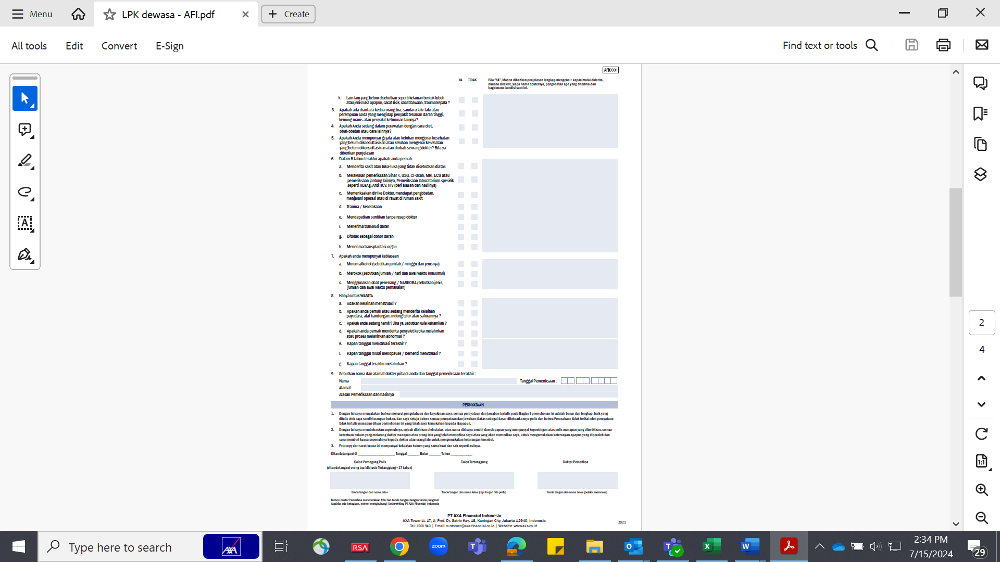 Menu
LPK dewasa - AFI.pdf
Create
All tools
Edit
Convert
E-Sign
Find text or tools
AFI0001
YA TIDAK
Bila "YA", Mohon diberikan penjelasan lengkap mengenai : kapan mulai diderita,
dimana dirawat, siapa nama dokternya, pengobatan apa yang diterima dan
bagaimana kondisi saat ini.
k. Lain-lain yang belum disebutkan seperti kelainan bentuk tubuh
atau jenis luka apapun, cacat fisik, cacat bawaan, trauma kepala ?
3. Apakah ada diantara kedua orang tua, saudara laki-laki atau
perempuan Anda yang mengidap penyakit tekanan darah tinggi,
kencing manis atau penyakit keturunan lainnya?
4. Apakah Anda sedang dalam perawatan dengan cara diet,
obat-obatan atau cara lainnya?
5. Apakah Anda mempunyai gejala atau keluhan mengenai kesehatan
yang belum dikonsultasikan atau keluhan mengenai kesehatan
yang belum dikonsultasikan atau diobati seorang dokter? Bila ya
diberikan penjelasan
6. Dalam 5 tahun terakhir apakah anda pernah :
a. Menderita sakit atau luka-luka yang tidak disebutkan diatas
b. Melakukan pemeriksaan Sinar X, USG, CT-Scan, MRI, ECG atau
pemeriksaan jantung lainnya, Pemeriksaan laboratorium spesifik
seperti HBsAg, Anti HCV, HIV (beri alasan dan hasilnya)
c. Memeriksakan diri ke Dokter, mendapat pengobatan,
menjalani operasi atau di rawat di rumah sakit
d. Trauma / kecelakaan
e. Mendapatkan suntikan tanpa resep dokter
f. Menerima transfusi darah
g. Ditolak sebagai donor darah
h. Menerima transplantasi organ
7. Apakah anda mempunyai kebiasaan
a. Minum alkohol (sebutkan jumlah / minggu dan jenisnya)
b. Merokok (sebutkan jumlah / hari dan awal waktu konsumsi)
c. Menggunakan obat penenang / NARKOBA (sebutkan jenis,
jumlah dan awal waktu pemakaian)
8. Hanya untuk WANITA
a. Adakah kelainan menstruasi ?
b. Apakah anda pernah atau sedang menderita kelainan
payudara, alat kandungan, indung telur atau salurannya ?
c. Apakah anda sedang hamil ? Jika ya, sebutkan usia kehamilan ?
d. Apakah anda pernah menderita penyakit ketika melahirkan
atau proses melahirkan abnormal ?
e. Kapan tanggal menstruasi terakhir ?
f. Kapan tanggal mulai menopause / berhenti menstruasi ?
g. Kapan tanggal terakhir melahirkan ?
9. Sebutkan nama dan alamat dokter pribadi anda dan tanggal pemeriksaan terakhir :
Nama Tanggal Pemeriksaan :
Alamat
Alasan Pemeriksaan dan hasilnya
PERNYATAAN
1. Dengan ini saya menyatakan bahwa menurut pengetahuan dan keyakinan saya, semua pernyataan dan jawaban tertulis pada Bagian I permohonan ini adalah benar dan lengkap, baik yang
ditulis oleh saya sendiri maupun bukan, dan saya setuju bahwa semua pernyataan dan jawaban diatas sebagai dasar dikeluarkannya polis dan bahwa Perusahaan tidak terikat oleh pernyataan
tidak tertulis manapun diluar permohonan ini yang telah saya kemukakan kepada siapapun.
2. Dengan ini saya membebaskan sepenuhnya, sejauh diizinkan oleh status, atas nama diri saya sendiri dan siapapun yang mempunyai kepentingan atas polis manapun yang diterbitkan, semua
ketentuan hukum yang melarang dokter manapun atau orang lain yang telah memeriksa saya atau yang akan memeriksa saya, untuk mengemukakan keterangan apapun yang diperoleh dan
saya memberi kuasa sepenuhnya kepada dokter atau orang lain untuk mengemukakan keterangan tersebut.
3. Fotocopy dari surat kuasa ini mempunyai kekuatan hukum yang sama kuat dan sah seperti aslinya.
Ditandatangani di ____________________ Tanggal ______ Bulan ______ Tahun ___________
Calon Pemegang Polis Calon Tertanggung Dokter Pemeriksa
(ditandatangani orang tua bila usia Tertanggung <17 tahun)
Tanda tangan dan nama jelas Tanda tangan dan nama jelas (cap ibu jari bila perlu) Tanda tangan dan nama jelas (pelaku anamnesa)
Mohon dokter Pemeriksa mencocokkan foto dan tanda tangan dengan tanda pengenal
Apabila ada keraguan, mohon menghubungi Underwriting PT AXA Financial Indonesia
PT AXA Financial Indonesia
AXA Tower Lt. 17, Jl. Prof. Dr. Satrio Kav. 18, Kuningan City, Jakarta 12940, Indonesia
2021
Tel: 1500 940 | Email: customer@axa-financial.co.id | Website: www.axa.co.id
2
4
1:1
Type here to search
AXA
RSA
zoom
2:34 PM
7/15/2024
29